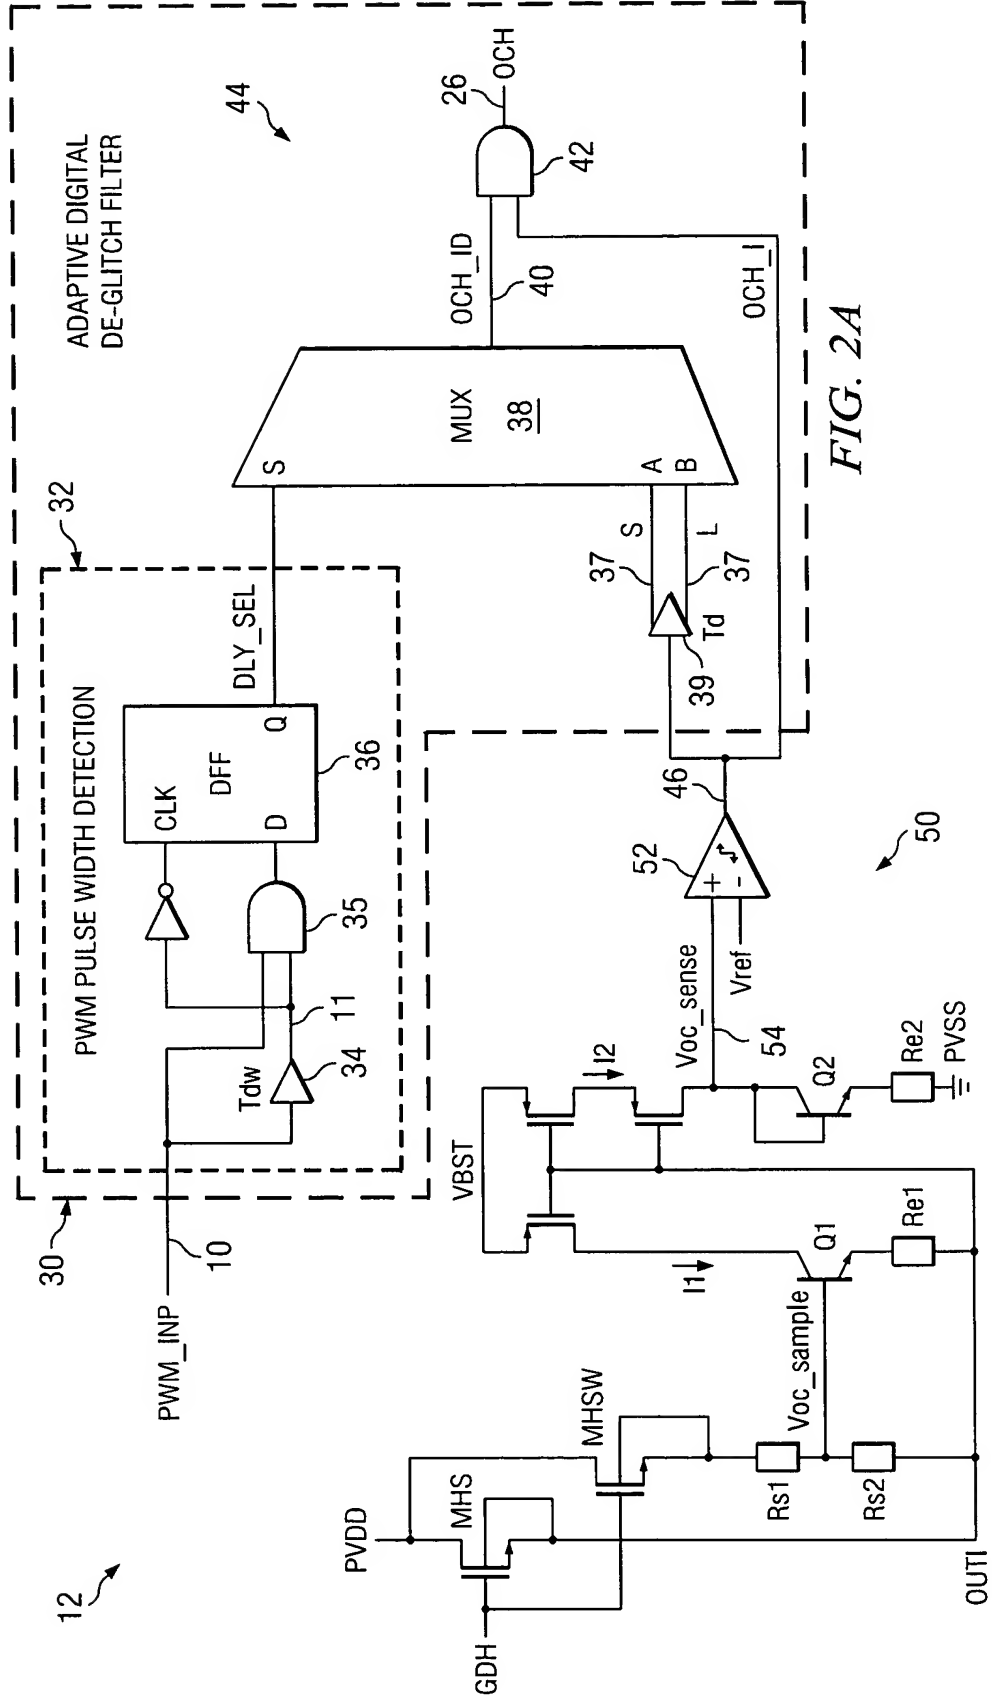 12
30
PWM_INP
10
PWM PULSE WIDTH DETECTION
32
Tdw
34
11
35
CLK
D
DFF
Q
36
DLY_SEL
ADAPTIVE DIGITAL
DE-GLITCH FILTER
44
S
MUX
38
A
B
S
L
37
37
39
Td
OCH_ID
40
OCH_I
42
26
OCH
PVDD
MHS
GDH
MHSW
Rs1
Rs2
Voc_sample
OUTI
VBST
I1
Q1
Re1
I2
Q2
Re2
PVSS
Voc_sense
54
Vref
52
+
-
46
50
FIG. 2A